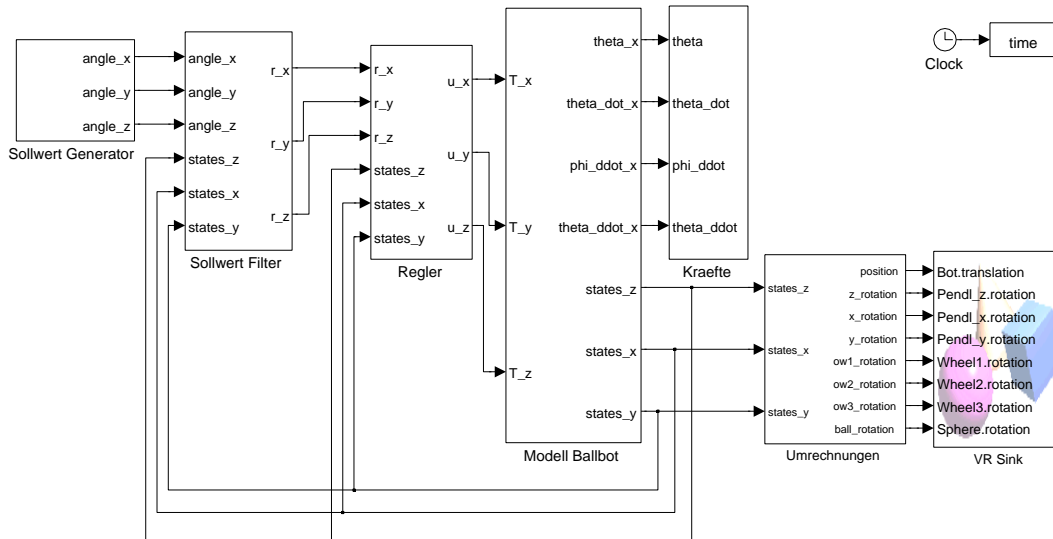 angle_x
angle_y
angle_z
Sollwert Generator
angle_x
angle_y
angle_z
states_z
states_x
states_y
r_x
r_y
r_z
Sollwert Filter
r_x
r_y
r_z
states_z
states_x
states_y
u_x
u_y
u_z
Regler
T_x
T_y
T_z
theta_x
theta_dot_x
phi_ddot_x
theta_ddot_x
states_z
states_x
states_y
Modell Ballbot
theta
theta_dot
phi_ddot
theta_ddot
Kraefte
Clock
time
states_z
states_x
states_y
position
z_rotation
x_rotation
y_rotation
ow1_rotation
ow2_rotation
ow3_rotation
ball_rotation
Umrechnungen
Bot.translation
Pendl_z.rotation
Pendl_x.rotation
Pendl_y.rotation
Wheel1.rotation
Wheel2.rotation
Wheel3.rotation
Sphere.rotation
VR Sink